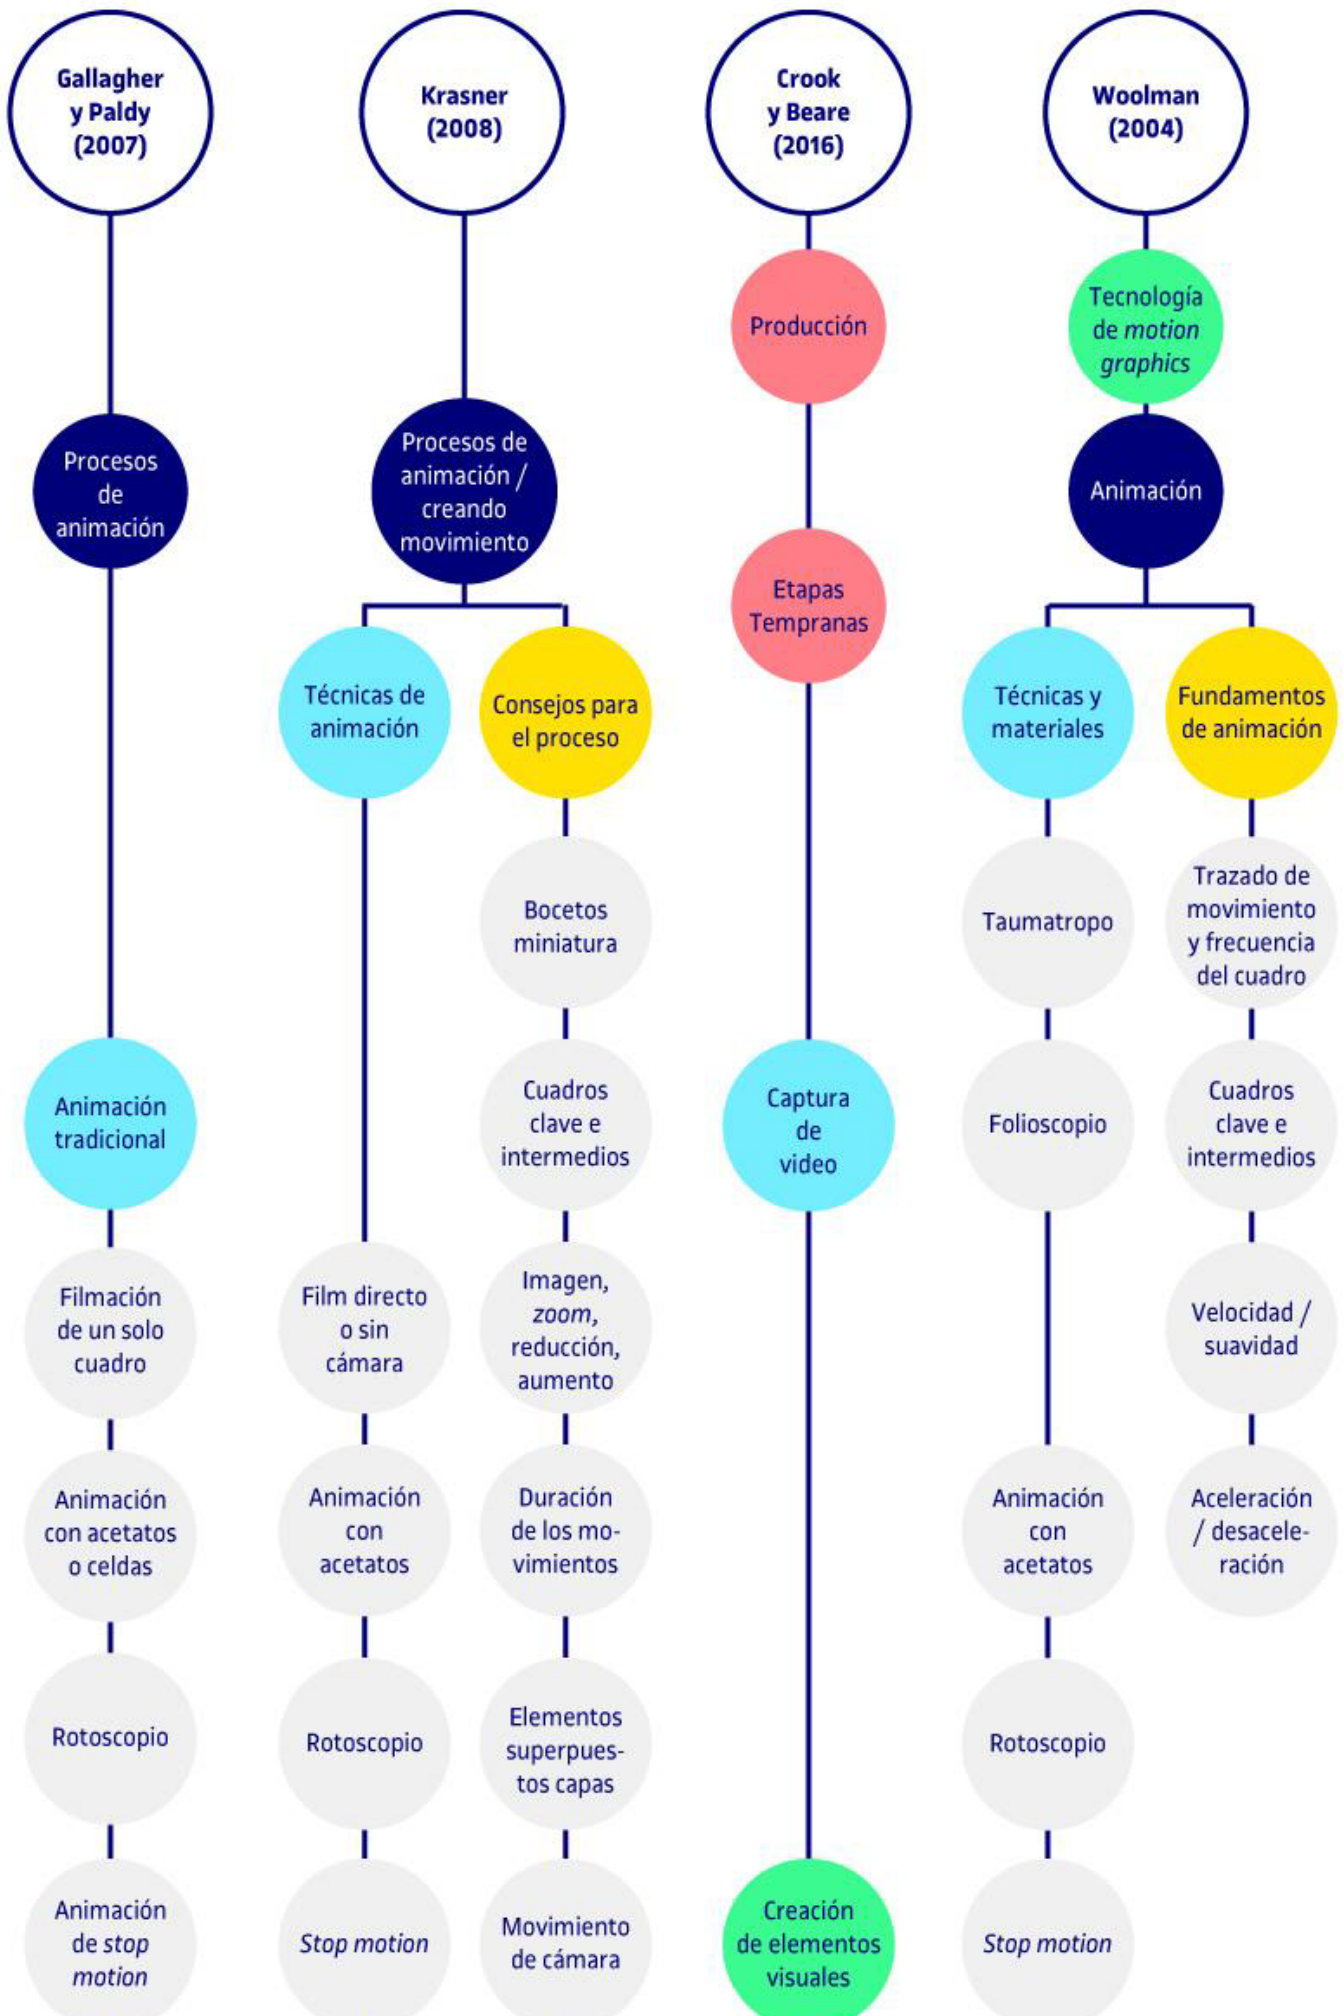 Gallagher
y Paldy
(2007)
Procesos
de
animación
Animación
tradicional
Filmación
de un solo
cuadro
Animación
con acetatos
o celdas
Rotoscopio
Animación
de stop
motion
Krasner
(2008)
Procesos de
animación /
creando
movimiento
Técnicas de
animación
Film directo
o sin
cámara
Animación
con
acetatos
Rotoscopio
Stop motion
Consejos para
el proceso
Bocetos
miniatura
Cuadros
clave e
intermedios
Imagen,
zoom,
reducción,
aumento
Duración
de los mo-
vimientos
Elementos
superpues-
tos capas
Movimiento
de cámara
Crook
y Beare
(2016)
Producción
Etapas
Tempranas
Captura
de
video
Creación
de elementos
visuales
Woolman
(2004)
Tecnología
de motion
graphics
Animación
Técnicas y
materiales
Taumatropo
Folioscopio
Animación
con
acetatos
Rotoscopio
Stop motion
Fundamentos
de animación
Trazado de
movimiento
y frecuencia
del cuadro
Cuadros
clave e
intermedios
Velocidad /
suavidad
Aceleración
/ desacele-
ración